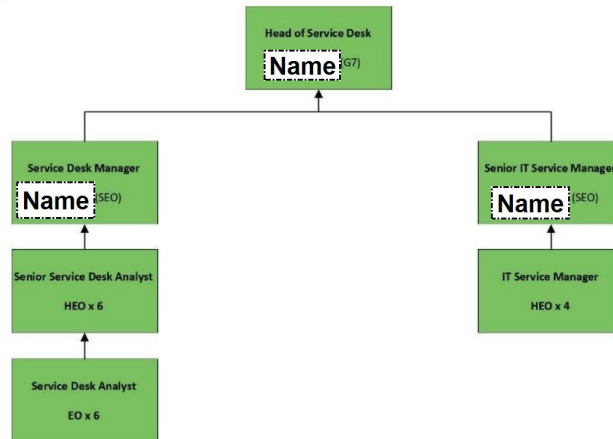 Head of Service Desk
Name (G7)
Service Desk Manager
Name (SEO)
Senior IT Service Manager
Name (SEO)
Senior Service Desk Analyst
HEO x 6
IT Service Manager
HEO x 4
Service Desk Analyst
EO x 6